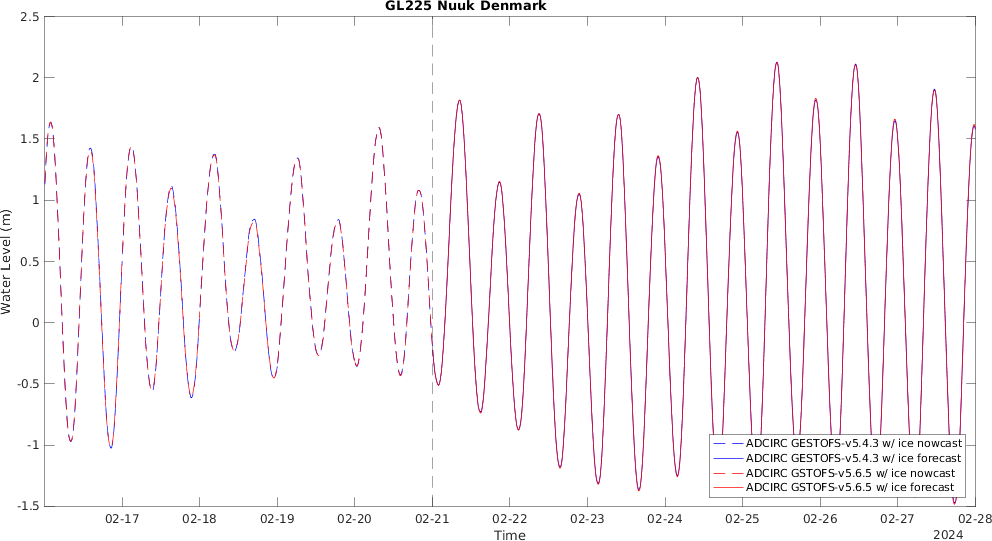 GL225 Nuuk Denmark
Water Level (m)
2.5
2
1.5
1
0.5
0
-0.5
-1
-1.5
ADCIRC GESTOFS-v5.4.3 w/ ice nowcast
ADCIRC GESTOFS-v5.4.3 w/ ice forecast
ADCIRC GSTOFS-v5.6.5 w/ ice nowcast
ADCIRC GSTOFS-v5.6.5 w/ ice forecast
02-17 02-18 02-19 02-20 02-21 02-22 02-23 02-24 02-25 02-26 02-27 02-28
Time
2024